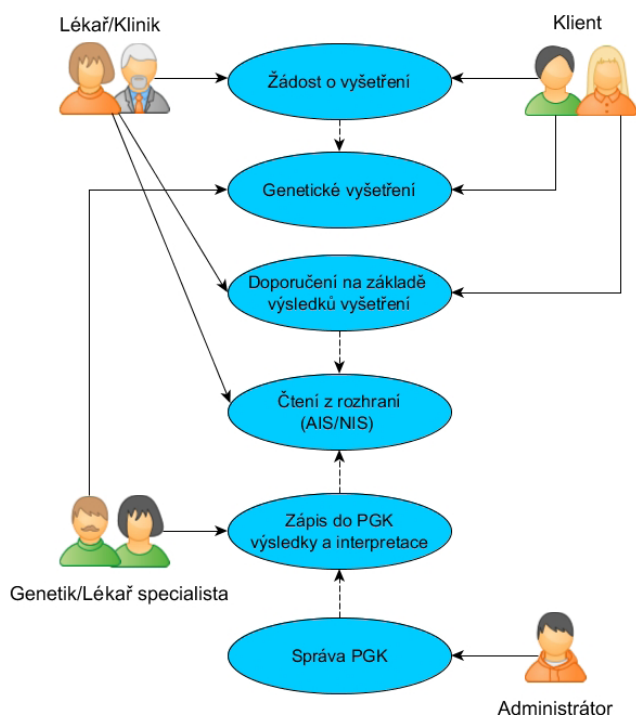 Lékař/Klinik
Klient
Žádost o vyšetření
Genetické vyšetření
Doporučení na základě
výsledků vyšetření
Čtení z rozhraní
(AIS/NIS)
Zápis do PGK
výsledky a interpretace
Genetik/Lékař specialista
Správa PGK
Administrátor